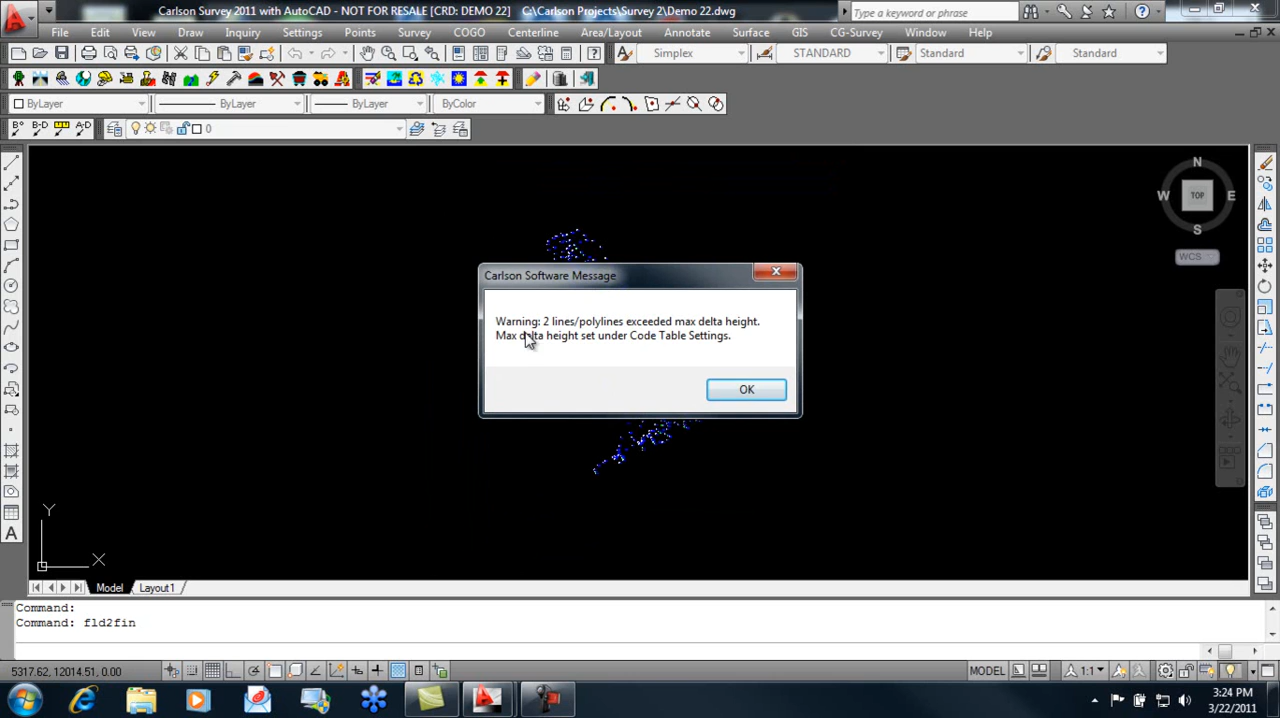 Carlson Survey 2011 with AutoCAD - NOT FOR RESALE [CRD: DEMO 22] C:\Carlson Projects\Survey 2\Demo 22.dwg
Type a keyword or phrase
File Edit View Draw Inquiry Settings Points Survey COGO Centerline Area/Layout Annotate Surface GIS CG-Survey Window Help
Simplex STANDARD Standard Standard
ByLayer ByLayer ByLayer ByColor
B° B-D A-D 0
N
W TOP E
S
WCS
Carlson Software Message
Warning: 2 lines/polylines exceeded max delta height.
Max delta height set under Code Table Settings.
OK
Y
X
Model Layout1
A
Command:
Command: fld2fin
5317.62, 12014.51, 0.00 MODEL 1:1
3:24 PM
3/22/2011